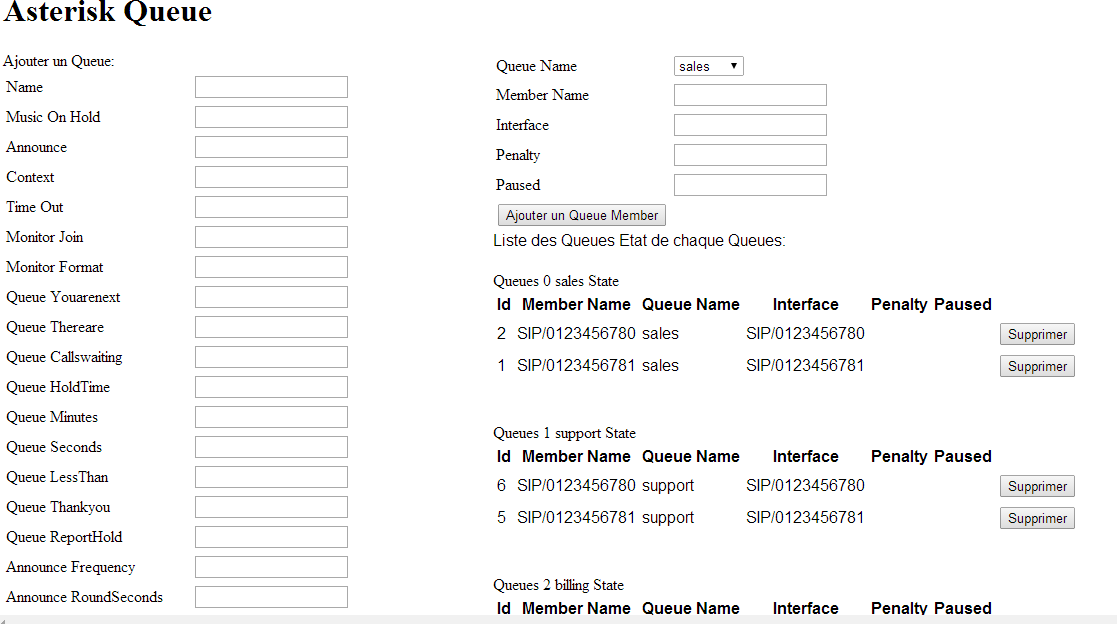 Asterisk Queue
Ajouter un Queue:
Name
Music On Hold
Announce
Context
Time Out
Monitor Join
Monitor Format
Queue Youarenext
Queue Thereare
Queue Callswaiting
Queue HoldTime
Queue Minutes
Queue Seconds
Queue LessThan
Queue Thankyou
Queue ReportHold
Announce Frequency
Announce RoundSeconds
Queue Name sales
Member Name
Interface
Penalty
Paused
Ajouter un Queue Member
Liste des Queues Etat de chaque Queues:
Queues 0 sales State
Id Member Name Queue Name Interface Penalty Paused
2 SIP/0123456780 sales SIP/0123456780 Supprimer
1 SIP/0123456781 sales SIP/0123456781 Supprimer
Queues 1 support State
Id Member Name Queue Name Interface Penalty Paused
6 SIP/0123456780 support SIP/0123456780 Supprimer
5 SIP/0123456781 support SIP/0123456781 Supprimer
Queues 2 billing State
Id Member Name Queue Name Interface Penalty Paused